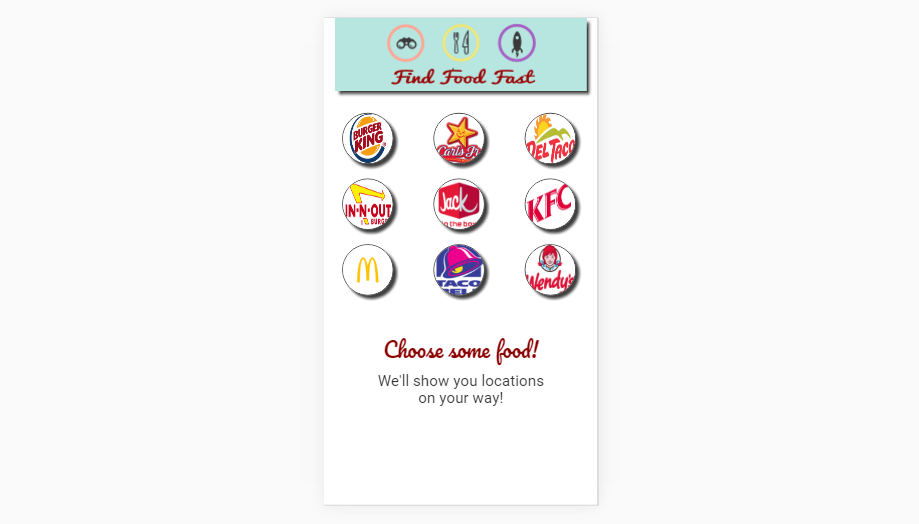 Find Food Fast
BURGER KING
Carl's Jr
DEL TACO
IN-N-OUT
BURGE
Jack
in the box
KFC
TACO
BELL
Wendy's
Choose some food!
We'll show you locations
on your way!